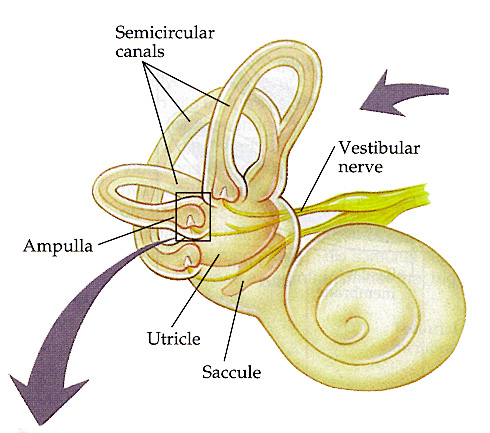 Semicircular
canals
Vestibular
nerve
Ampulla
Utricle
Saccule